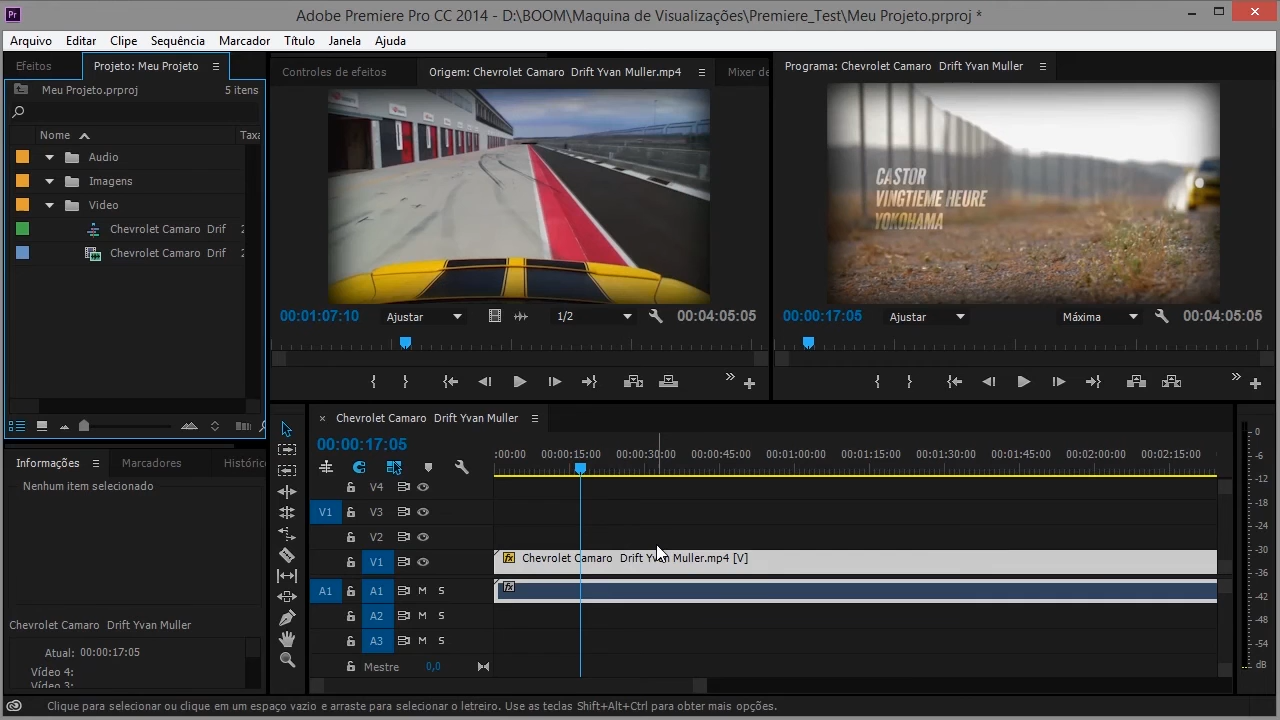 Adobe Premiere Pro CC 2014 - D:\BOOM\Maquina de Visualizações\Premiere_Test\Meu Projeto.prproj *
Arquivo Editar Clipe Sequência Marcador Título Janela Ajuda
Efeitos Projeto: Meu Projeto
Meu Projeto.prproj 5 itens
Nome Taxa
Audio
Imagens
Video
Chevrolet Camaro Drif 2
Chevrolet Camaro Drif 2
Controles de efeitos Origem: Chevrolet Camaro Drift Yvan Muller.mp4 Mixer de
00:01:07:10 Ajustar 1/2 00:04:05:05
Programa: Chevrolet Camaro Drift Yvan Muller
CASTOR
VINGTIEME HEURE
YOKOHAMA
00:00:17:05 Ajustar Máxima 00:04:05:05
Informações Marcadores Históric
Nenhum item selecionado
Chevrolet Camaro Drift Yvan Muller
Atual: 00:00:17:05
Vídeo 4:
Vídeo 3:
× Chevrolet Camaro Drift Yvan Muller
00:00:17:05
:00:00 00:00:15:00 00:00:30:00 00:00:45:00 00:01:00:00 00:01:15:00 00:01:30:00 00:01:45:00 00:02:00:00 00:02:15:00
V4
V1 V3
V2
V1 fx Chevrolet Camaro Drift Yvan Muller.mp4 [V]
A1 A1 M S fx
A2 M S
A3 M S
Mestre 0,0
0
-6
-12
-18
-24
-30
-36
-42
-48
-54
dB
Clique para selecionar ou clique em um espaço vazio e arraste para selecionar o letreiro. Use as teclas Shift+Alt+Ctrl para obter mais opções.